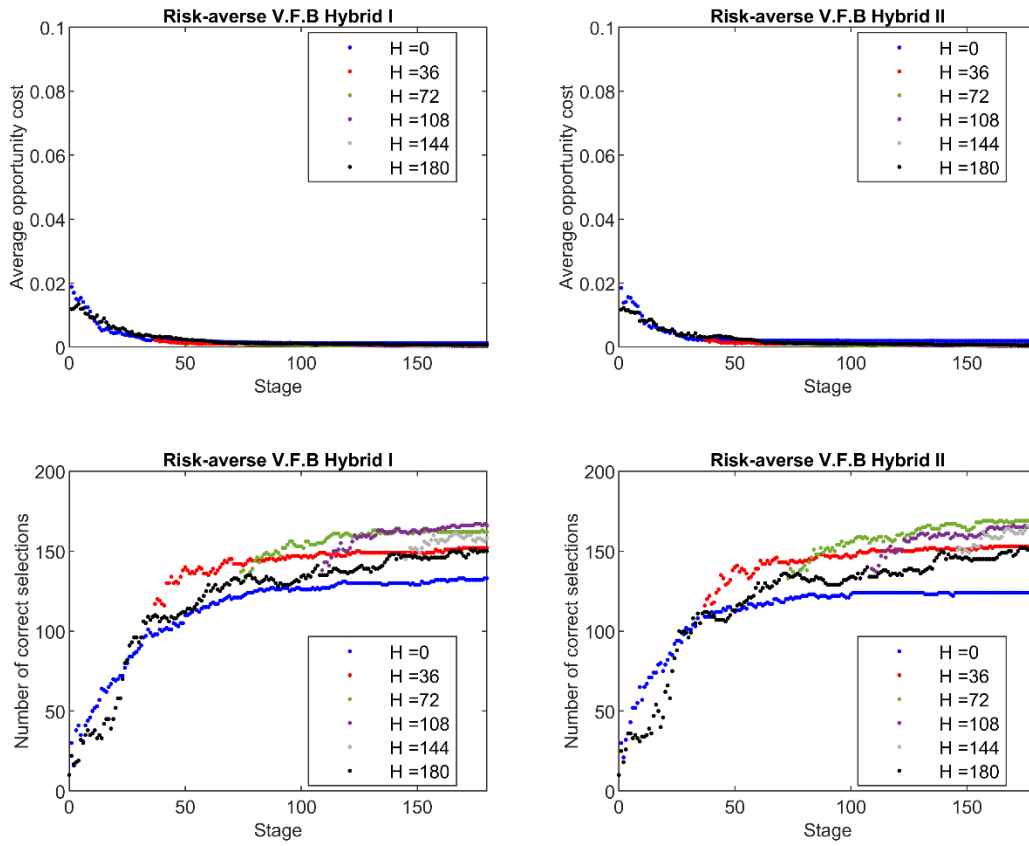 Risk-averse V.F.B Hybrid I
0.1
0.08
0.06
0.04
0.02
0
Average opportunity cost
H =0
H =36
H =72
H =108
H =144
H =180
0
50
100
150
Stage
Risk-averse V.F.B Hybrid II
0.1
0.08
0.06
0.04
0.02
0
Average opportunity cost
H =0
H =36
H =72
H =108
H =144
H =180
0
50
100
150
Stage
Risk-averse V.F.B Hybrid I
200
150
100
50
0
Number of correct selections
H =0
H =36
H =72
H =108
H =144
H =180
0
50
100
150
Stage
Risk-averse V.F.B Hybrid II
200
150
100
50
0
Number of correct selections
H =0
H =36
H =72
H =108
H =144
H =180
0
50
100
150
Stage